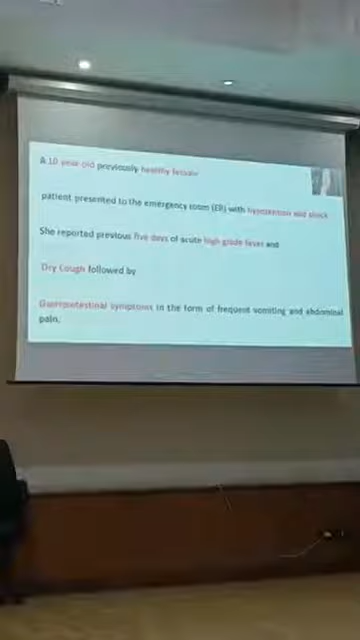 A 10 year old previously healthy female
patient presented to the emergency room (ER) with hypotension and shock
She reported previous five days of acute high grade fever and
Dry Cough followed by
Gastrointestinal symptoms in the form of frequent vomiting and abdominal
pain.